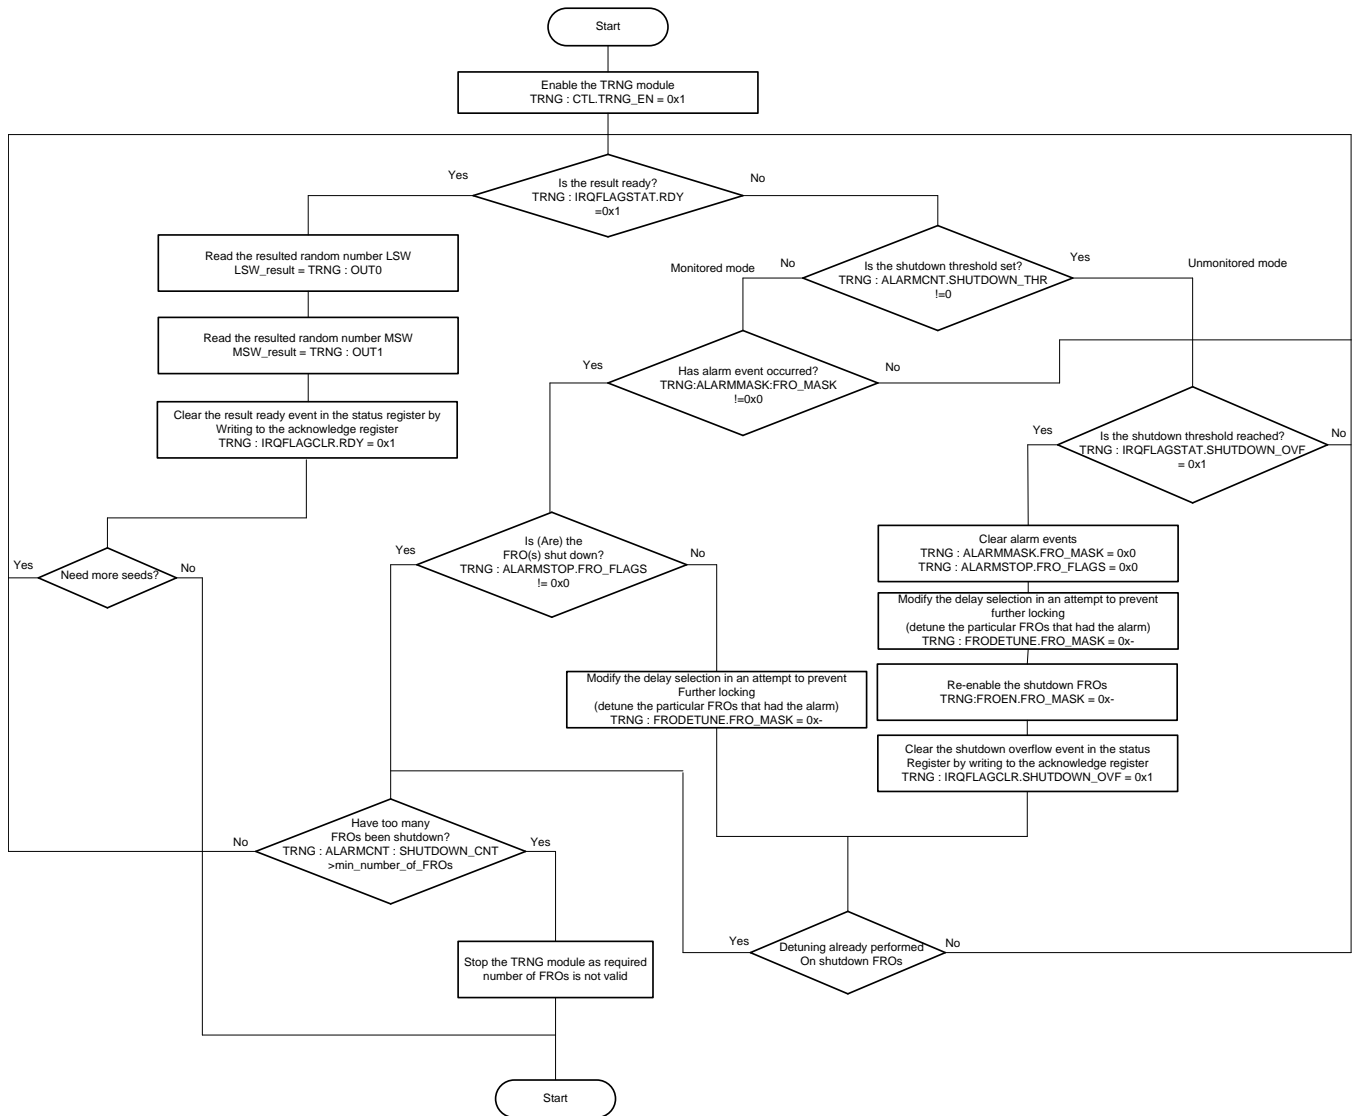 Start
Enable the TRNG module
TRNG : CTL.TRNG_EN = 0x1
Yes
Is the result ready?
TRNG : IRQFLAGSTAT.RDY
=0x1
No
Read the resulted random number LSW
LSW_result = TRNG : OUT0
Monitored mode
No
Is the shutdown threshold set?
TRNG : ALARMCNT.SHUTDOWN_THR
!=0
Yes
Unmonitored mode
Read the resulted random number MSW
MSW_result = TRNG : OUT1
Yes
Has alarm event occurred?
TRNG:ALARMMASK:FRO_MASK
!=0x0
No
Clear the result ready event in the status register by
Writing to the acknowledge register
TRNG : IRQFLAGCLR.RDY = 0x1
Yes
Is the shutdown threshold reached?
TRNG : IRQFLAGSTAT.SHUTDOWN_OVF
= 0x1
No
Yes
Need more seeds?
No
Yes
Is (Are) the
FRO(s) shut down?
TRNG : ALARMSTOP.FRO_FLAGS
!= 0x0
No
Clear alarm events
TRNG : ALARMMASK.FRO_MASK = 0x0
TRNG : ALARMSTOP.FRO_FLAGS = 0x0
Modify the delay selection in an attempt to prevent
further locking
(detune the particular FROs that had the alarm)
TRNG : FRODETUNE.FRO_MASK = 0x-
Modify the delay selection in an attempt to prevent
Further locking
(detune the particular FROs that had the alarm)
TRNG : FRODETUNE.FRO_MASK = 0x-
Re-enable the shutdown FROs
TRNG:FROEN.FRO_MASK = 0x-
Clear the shutdown overflow event in the status
Register by writing to the acknowledge register
TRNG : IRQFLAGCLR.SHUTDOWN_OVF = 0x1
No
Have too many
FROs been shutdown?
TRNG : ALARMCNT : SHUTDOWN_CNT
>min_number_of_FROs
Yes
Stop the TRNG module as required
number of FROs is not valid
Yes
Detuning already performed
On shutdown FROs
No
Start